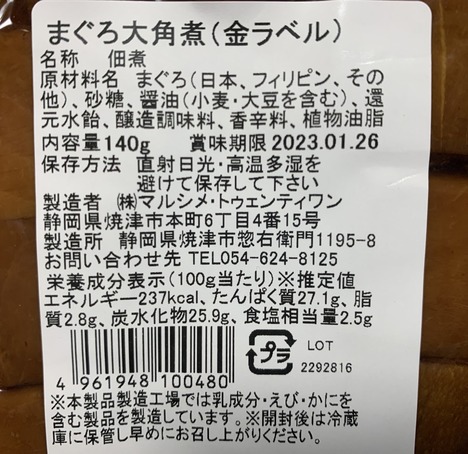 まぐろ大角煮(金ラベル)
名称　佃煮
原材料名　まぐろ(日本、フィリピン、その
他)、砂糖、醤油(小麦・大豆を含む)、還
元水飴、醸造調味料、香辛料、植物油脂
内容量140g　賞味期限2023.01.26
保存方法　直射日光・高温多湿を
避けて保存して下さい
製造者　㈱マルシメ・トゥエンティワン
静岡県焼津市本町6丁目4番15号
製造所　静岡県焼津市惣右衛門1195-8
お問い合わせ先 TEL054-624-8125
栄養成分表示(100g当たり)※推定値
エネルギー237kcal、たんぱく質27.1g、脂
質2.8g、炭水化物25.9g、食塩相当量2.5g
プラ
LOT
2292816
4 961948 100480
※本製品製造工場では乳成分・えび・かにを
含む製品を製造しています。※開封後は冷蔵
庫に保管し早めにお召し上がりください。